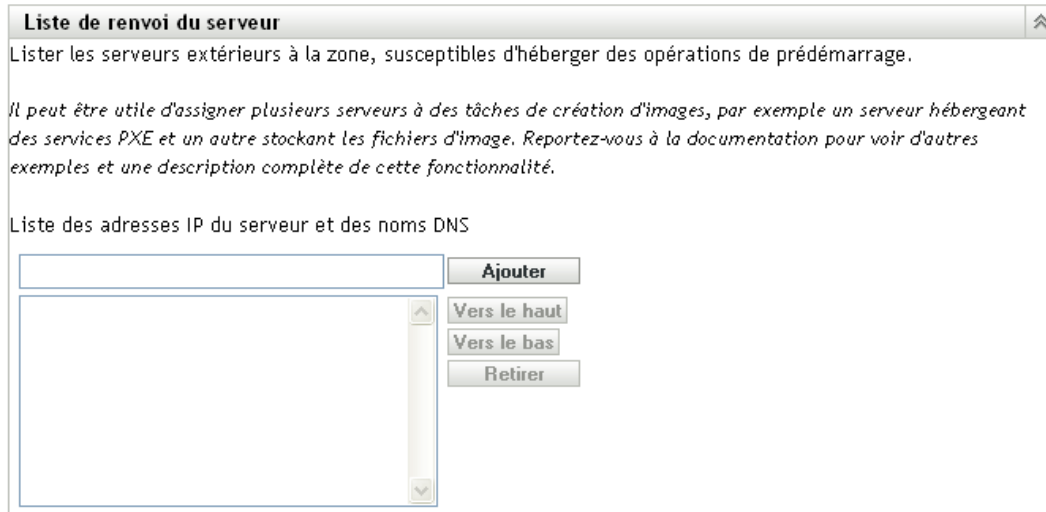 Liste de renvoi du serveur
Lister les serveurs extérieurs à la zone, susceptibles d'héberger des opérations de prédémarrage.
Il peut être utile d'assigner plusieurs serveurs à des tâches de création d'images, par exemple un serveur hébergeant
des services PXE et un autre stockant les fichiers d'image. Reportez-vous à la documentation pour voir d'autres
exemples et une description complète de cette fonctionnalité.
Liste des adresses IP du serveur et des noms DNS
Ajouter
Vers le haut
Vers le bas
Retirer